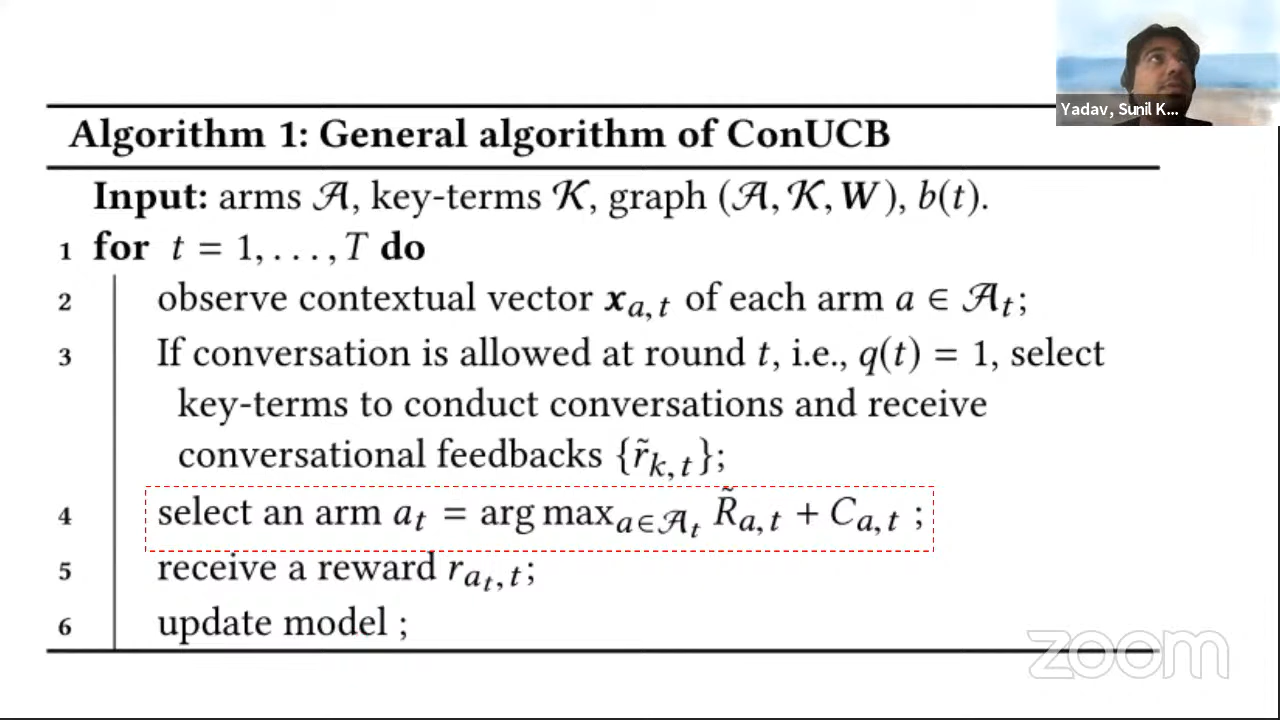 Yadav, Sunil K...
Algorithm 1: General algorithm of ConUCB
Input: arms 𝒜, key-terms 𝒦, graph (𝒜, 𝒦, W), b(t).
1 for t = 1, . . . , T do
2 observe contextual vector x_{a,t} of each arm a ∈ 𝒜_t;
3 If conversation is allowed at round t, i.e., q(t) = 1, select
key-terms to conduct conversations and receive
conversational feedbacks {r̃_{k,t}};
4 select an arm a_t = arg max_{a∈𝒜_t} R̃_{a,t} + C_{a,t} ;
5 receive a reward r_{a_t,t};
6 update model ;
zoom